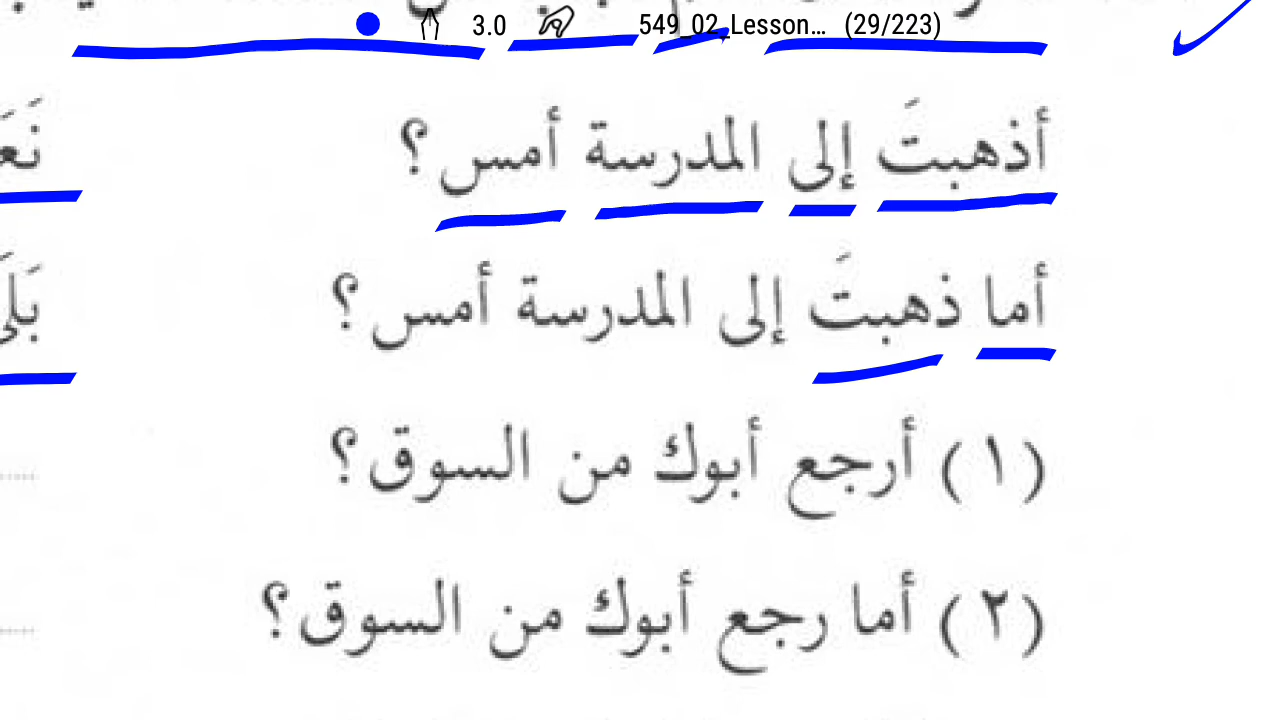 3.0 549_02_Lesson... (29/223)
أذهبتَ إلى المدرسة أمس؟ نَعَ
أما ذهبتَ إلى المدرسة أمس؟ بَلَى
(١) أرجع أبوك من السوق؟
(٢) أما رجع أبوك من السوق؟